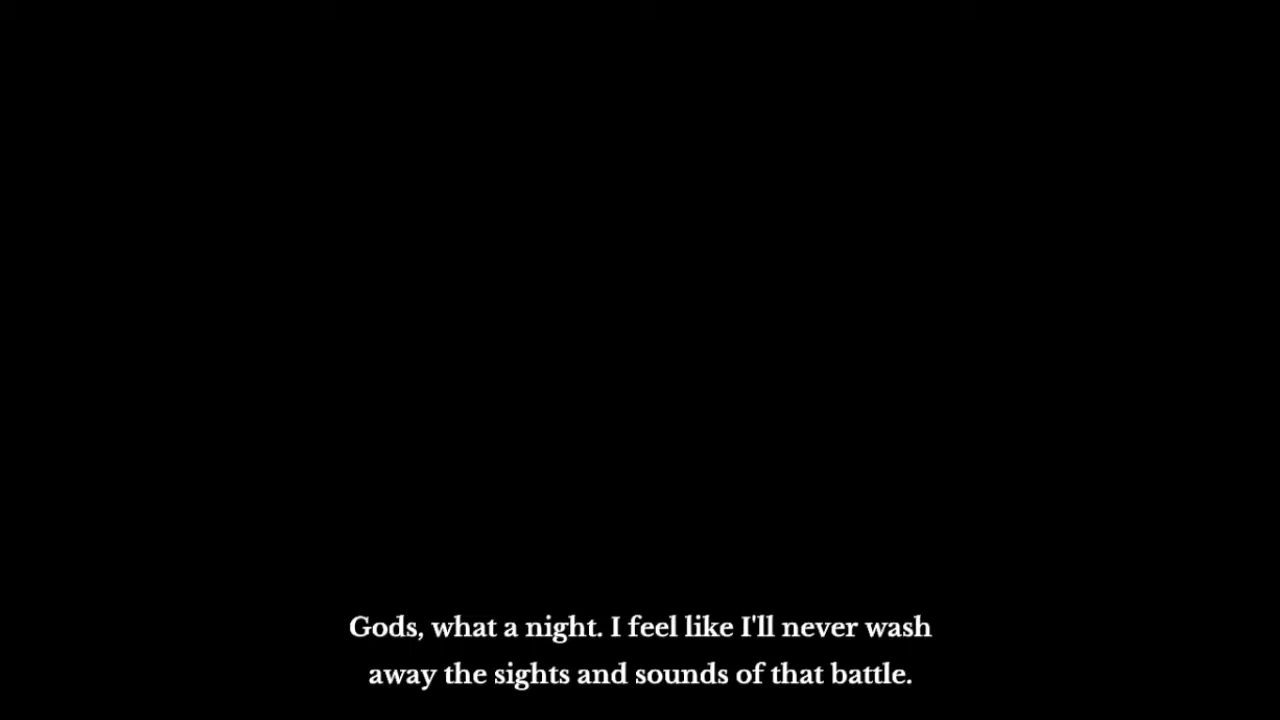 Gods, what a night. I feel like I'll never wash
away the sights and sounds of that battle.